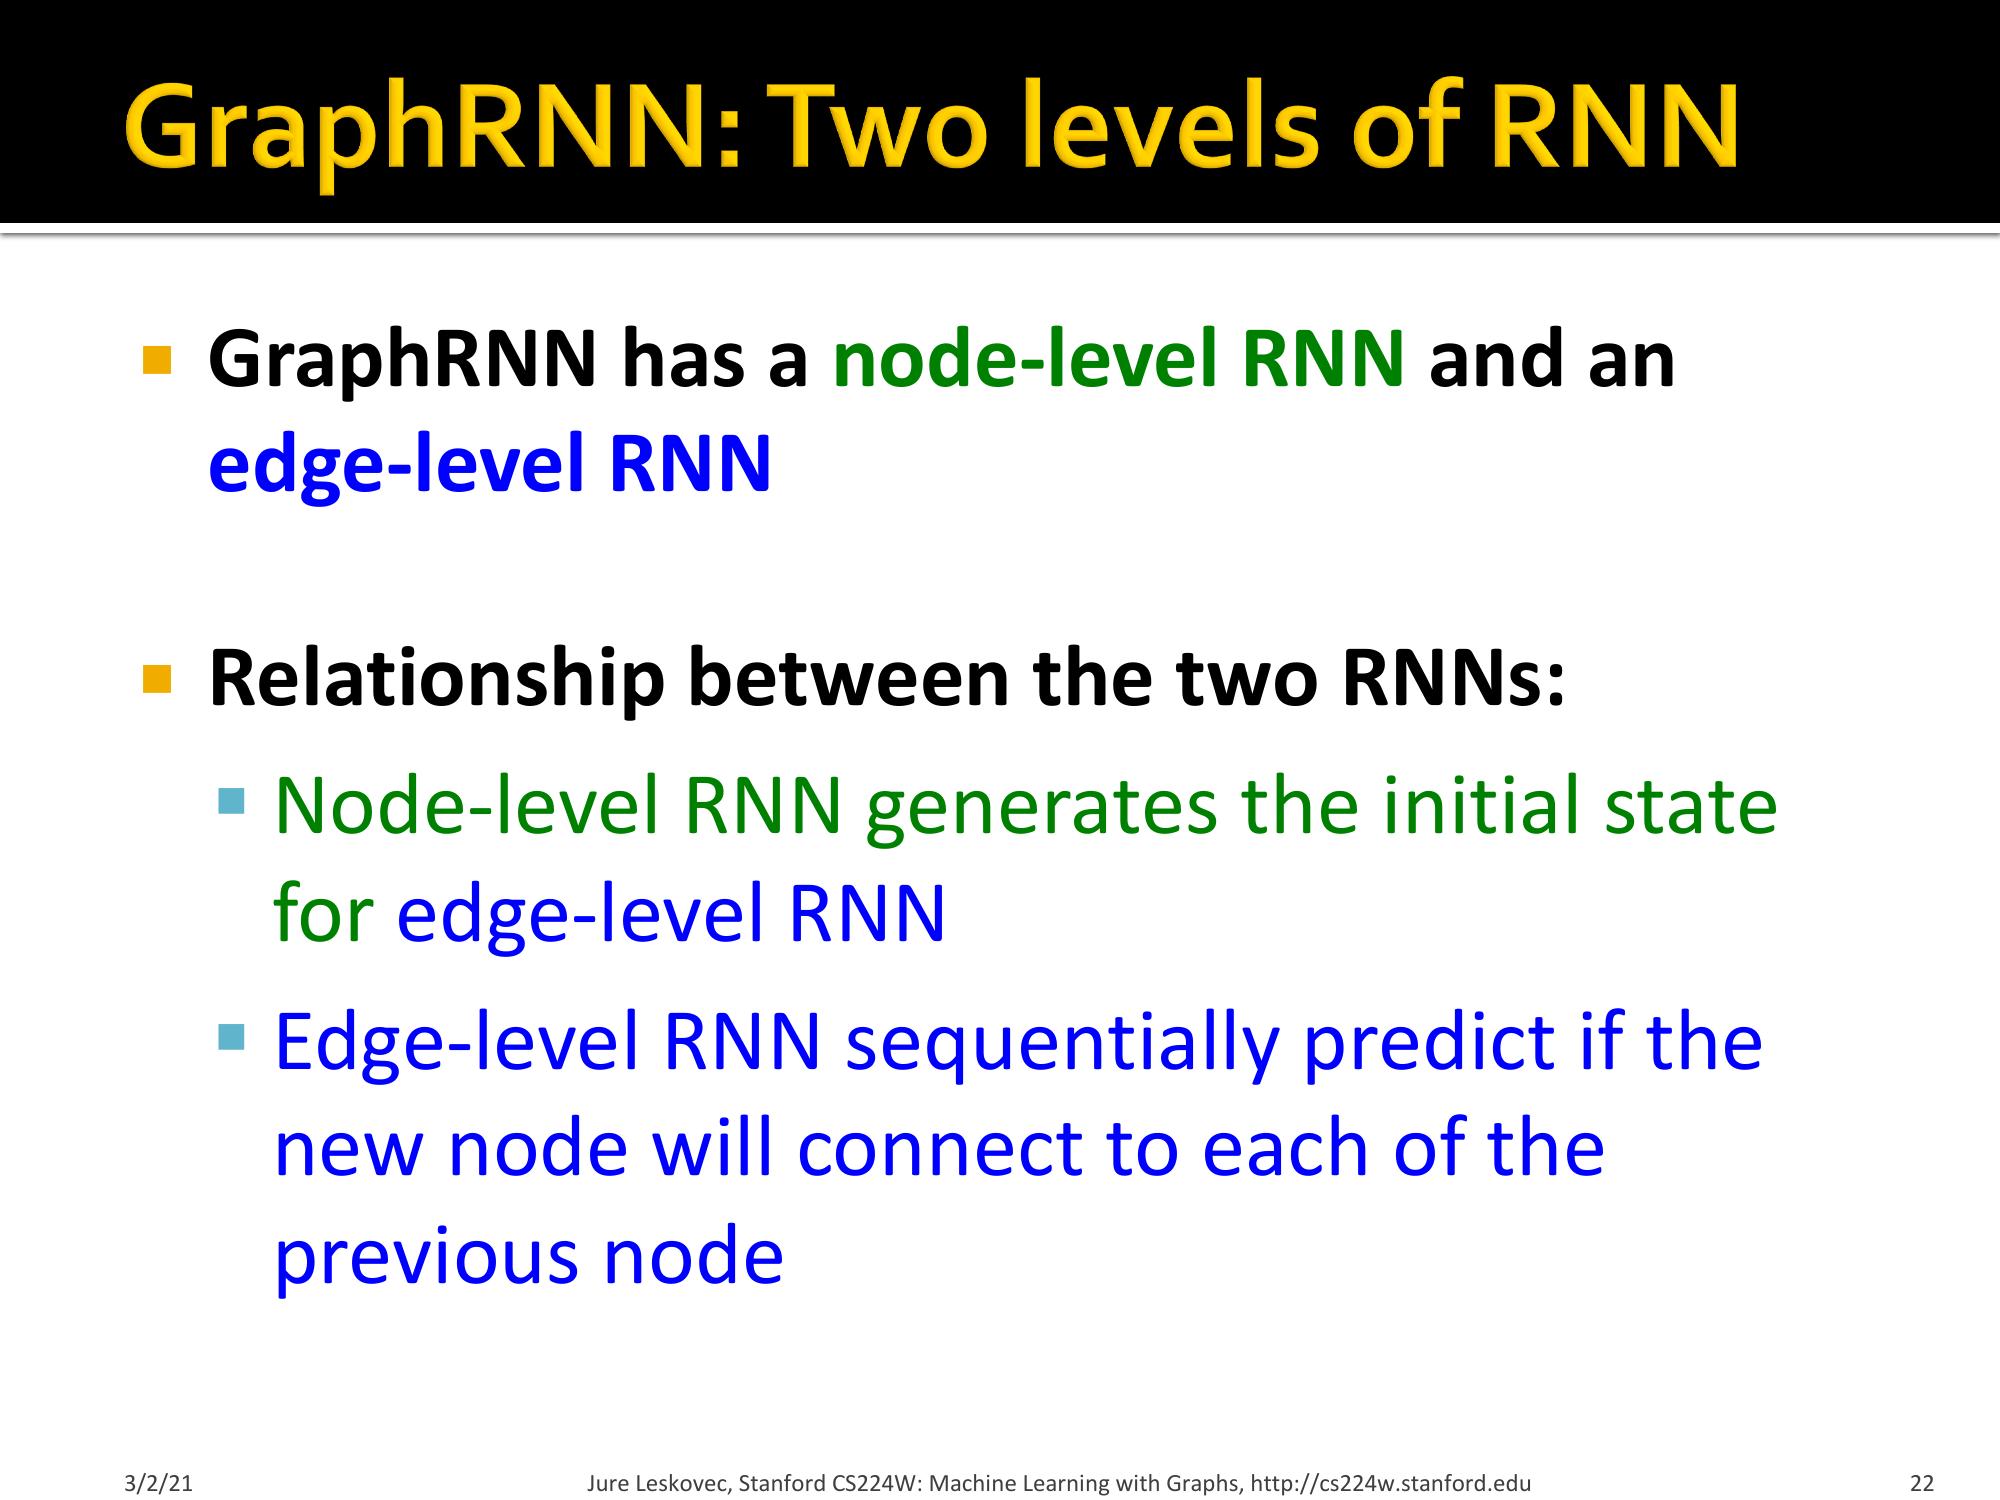 GraphRNN: Two levels of RNN
GraphRNN has a node-level RNN and an
edge-level RNN
Relationship between the two RNNs:
Node-level RNN generates the initial state
for edge-level RNN
Edge-level RNN sequentially predict if the
new node will connect to each of the
previous node
3/2/21
Jure Leskovec, Stanford CS224W: Machine Learning with Graphs, http://cs224w.stanford.edu
22